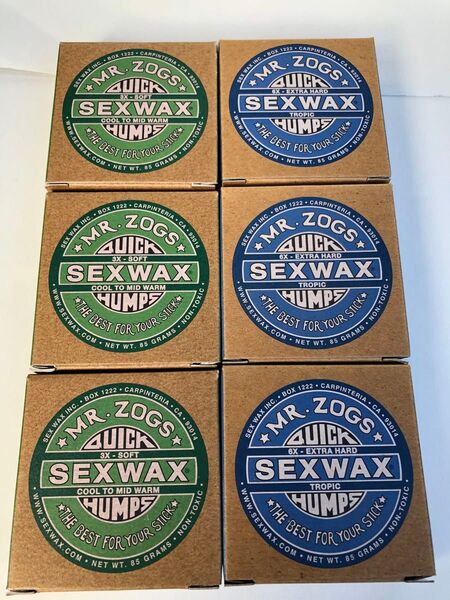 SEX WAX INC. • BOX 1222 • CARPINTERIA • CA • 93014
MR. ZOGS
QUICK
3X - SOFT
SEXWAX
COOL TO MID WARM
HUMPS
THE BEST FOR YOUR STICK
WWW.SEXWAX.COM • NET WT. 85 GRAMS • NON-TOXIC
SEX WAX INC. • BOX 1222 • CARPINTERIA • CA • 93014
MR. ZOGS
QUICK
6X - EXTRA HARD
SEXWAX
TROPIC
HUMPS
THE BEST FOR YOUR STICK
WWW.SEXWAX.COM • NET WT. 85 GRAMS • NON-TOXIC
SEX WAX INC. • BOX 1222 • CARPINTERIA • CA • 93014
MR. ZOGS
QUICK
3X - SOFT
SEXWAX
COOL TO MID WARM
HUMPS
THE BEST FOR YOUR STICK
WWW.SEXWAX.COM • NET WT. 85 GRAMS • NON-TOXIC
SEX WAX INC. • BOX 1222 • CARPINTERIA • CA • 93014
MR. ZOGS
QUICK
6X - EXTRA HARD
SEXWAX
TROPIC
HUMPS
THE BEST FOR YOUR STICK
WWW.SEXWAX.COM • NET WT. 85 GRAMS • NON-TOXIC
SEX WAX INC. • BOX 1222 • CARPINTERIA • CA • 93014
MR. ZOGS
QUICK
3X - SOFT
SEXWAX
COOL TO MID WARM
HUMPS
THE BEST FOR YOUR STICK
WWW.SEXWAX.COM • NET WT. 85 GRAMS • NON-TOXIC
SEX WAX INC. • BOX 1222 • CARPINTERIA • CA • 93014
MR. ZOGS
QUICK
6X - EXTRA HARD
SEXWAX
TROPIC
HUMPS
THE BEST FOR YOUR STICK
WWW.SEXWAX.COM • NET WT. 85 GRAMS • NON-TOXIC